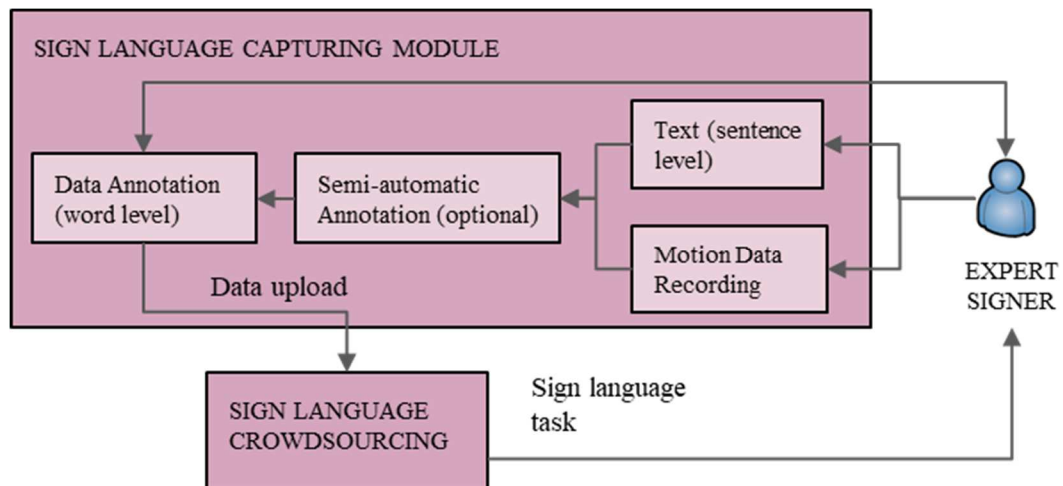 SIGN LANGUAGE CAPTURING MODULE
Text (sentence
level)
Data Annotation
(word level)
Semi-automatic
Annotation (optional)
Motion Data
Recording
EXPERT
SIGNER
Data upload
SIGN LANGUAGE
CROWDSOURCING
Sign language
task